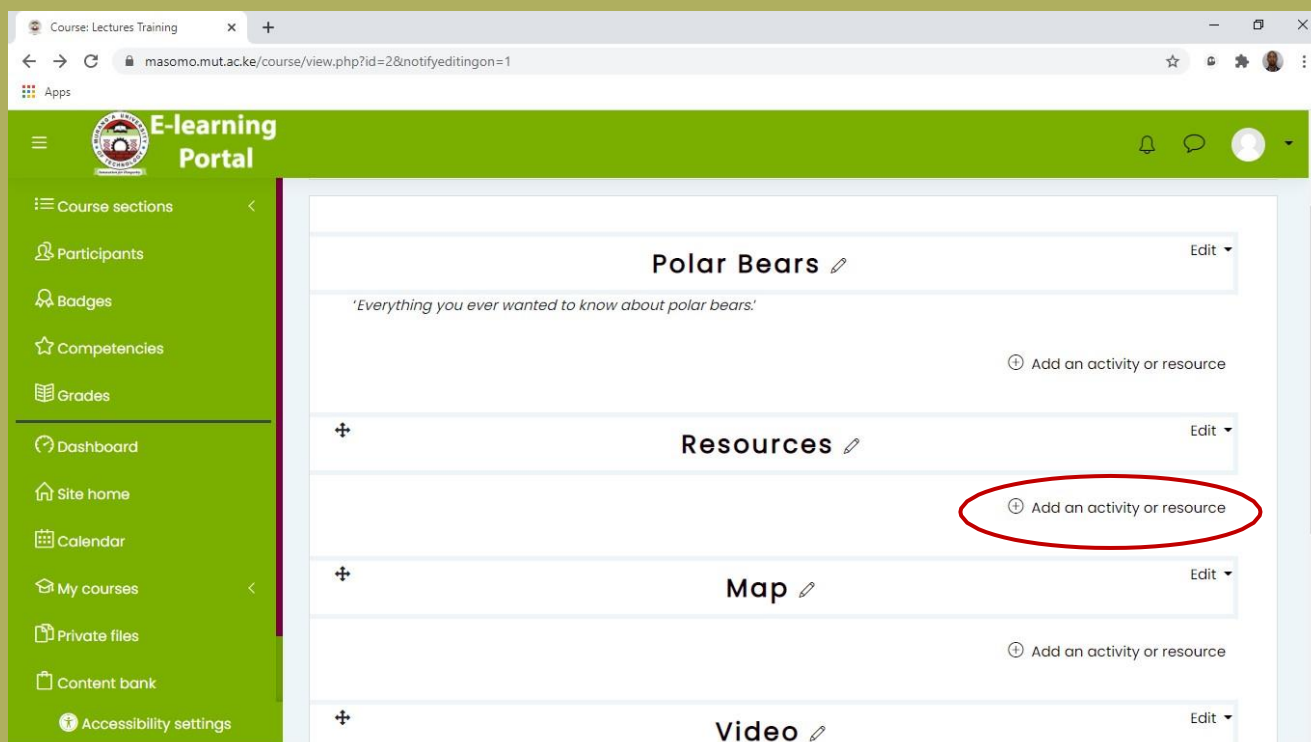 Course: Lectures Training
masomo.mut.ac.ke/course/view.php?id=2&notifyeditingon=1
Apps
E-learning
Portal
Course sections
Participants
Badges
Competencies
Grades
Dashboard
Site home
Calendar
My courses
Private files
Content bank
Accessibility settings
Polar Bears
Edit
'Everything you ever wanted to know about polar bears.'
Add an activity or resource
Resources
Edit
Add an activity or resource
Map
Edit
Add an activity or resource
Video
Edit